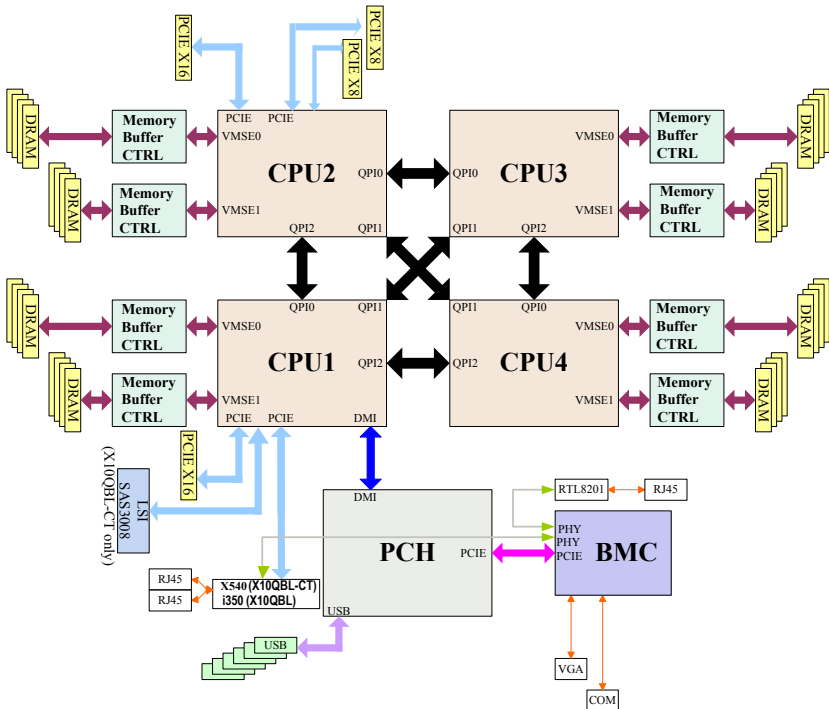 PCIE X16
PCIE X8
PCIE X8
DRAM
Memory
Buffer
CTRL
PCIE
PCIE
VMSE0
CPU2
QPI0
VMSE1
QPI2
QPI1
DRAM
Memory
Buffer
CTRL
VMSE0
QPI0
CPU3
VMSE1
QPI1
QPI2
Memory
Buffer
CTRL
DRAM
Memory
Buffer
CTRL
DRAM
DRAM
Memory
Buffer
CTRL
QPI0
QPI1
VMSE0
CPU1
QPI2
VMSE1
PCIE
PCIE
DMI
DRAM
Memory
Buffer
CTRL
QPI1
QPI0
VMSE0
QPI2
CPU4
VMSE1
Memory
Buffer
CTRL
DRAM
Memory
Buffer
CTRL
DRAM
PCIE X16
LSI
SAS3008
(X10QBL-CT only)
DMI
PCH
PCIE
USB
RTL8201
RJ45
PHY
PHY
PCIE
BMC
RJ45
RJ45
X540 (X10QBL-CT)
i350 (X10QBL)
USB
VGA
COM